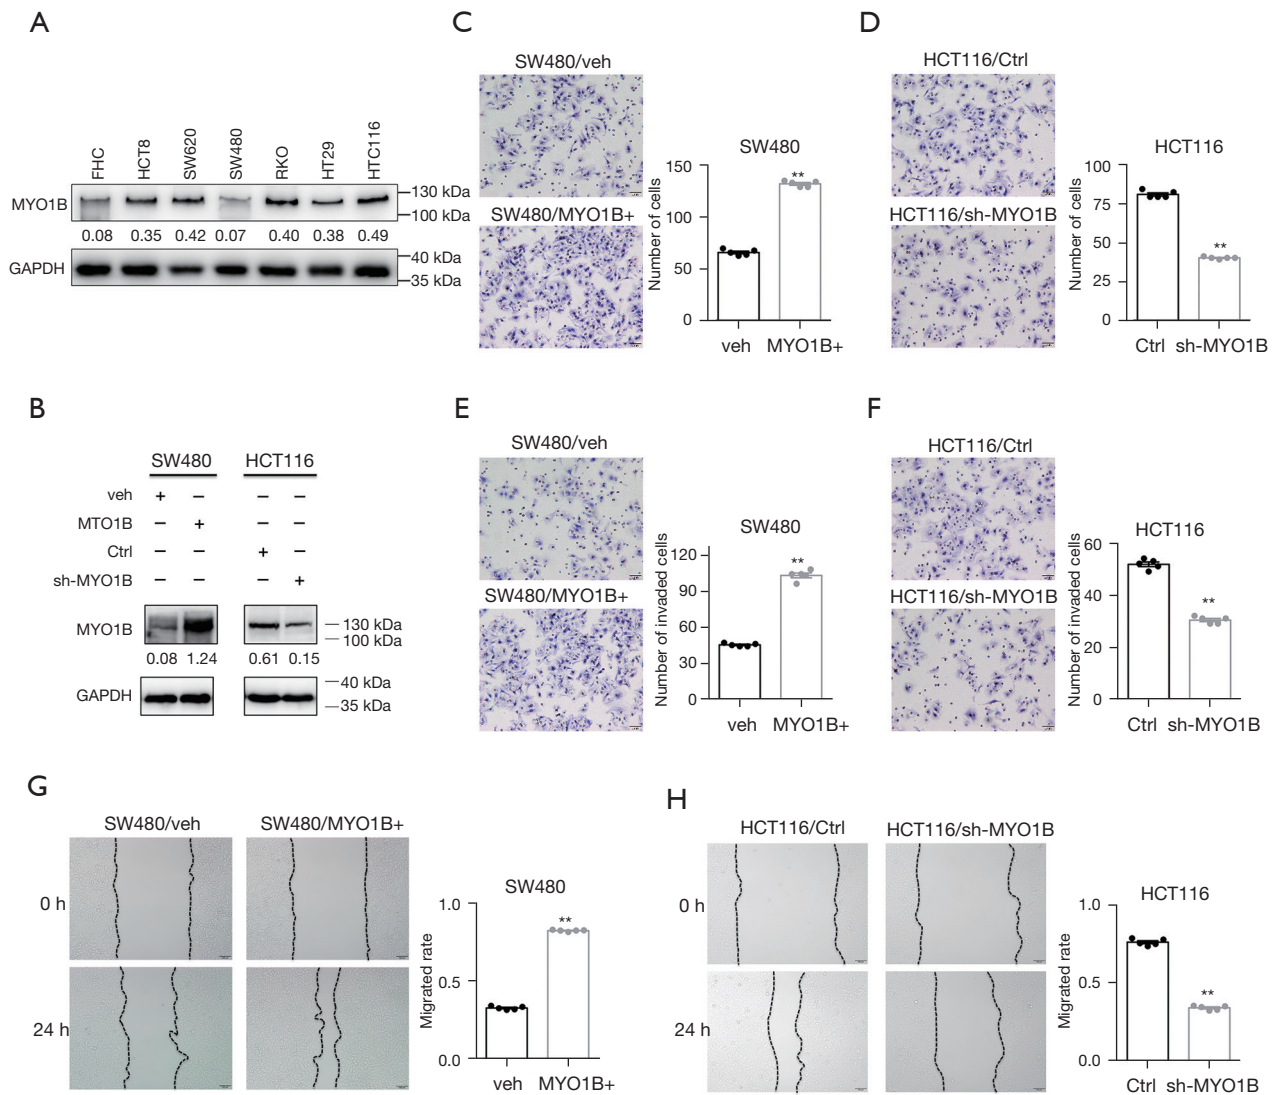 A
FHC
HCT8
SW620
SW480
RKO
HT29
HTC116
MYO1B
130 kDa
100 kDa
0.08 0.35 0.42 0.07 0.40 0.38 0.49
GAPDH
40 kDa
35 kDa
B
SW480 HCT116
veh + − − −
MTO1B − + − −
Ctrl − − + −
sh-MYO1B − − − +
MYO1B
130 kDa
100 kDa
0.08 1.24 0.61 0.15
GAPDH
40 kDa
35 kDa
C
SW480/veh
SW480/MYO1B+
SW480
Number of cells
150
100
50
0
**
veh MYO1B+
D
HCT116/Ctrl
HCT116/sh-MYO1B
HCT116
Number of cells
100
75
50
25
0
**
Ctrl sh-MYO1B
E
SW480/veh
SW480/MYO1B+
SW480
Number of invaded cells
120
90
60
30
0
**
veh MYO1B+
F
HCT116/Ctrl
HCT116/sh-MYO1B
HCT116
Number of invaded cells
60
40
20
0
**
Ctrl sh-MYO1B
G
SW480/veh SW480/MYO1B+
0 h
24 h
SW480
Migrated rate
1.0
0.5
0.0
**
veh MYO1B+
H
HCT116/Ctrl HCT116/sh-MYO1B
0 h
24 h
HCT116
Migrated rate
1.0
0.5
0.0
**
Ctrl sh-MYO1B